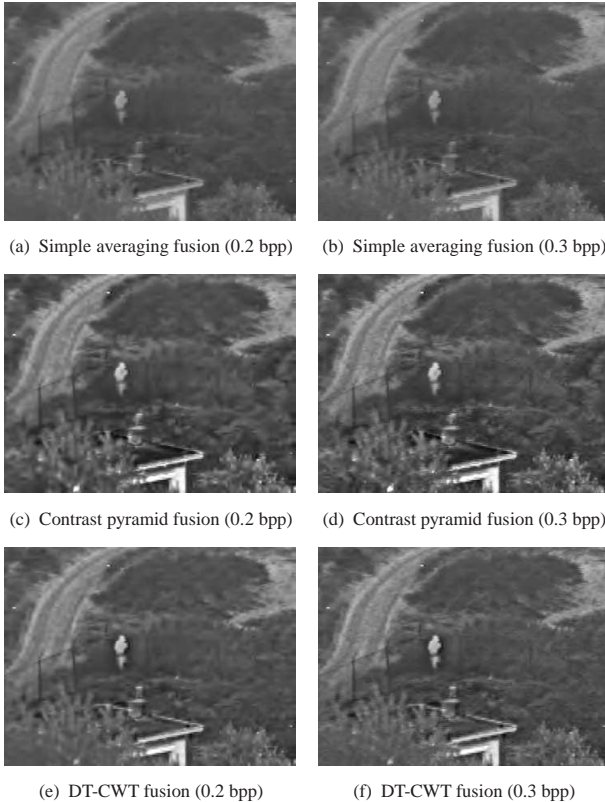 (a) Simple averaging fusion (0.2 bpp)
(b) Simple averaging fusion (0.3 bpp)
(c) Contrast pyramid fusion (0.2 bpp)
(d) Contrast pyramid fusion (0.3 bpp)
(e) DT-CWT fusion (0.2 bpp)
(f) DT-CWT fusion (0.3 bpp)